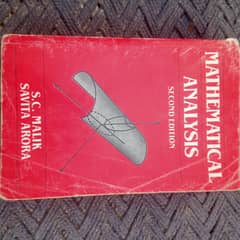 MATHEMATICAL
ANALYSIS
SECOND EDITION
S.C. MALIK
SAVITA ARORA